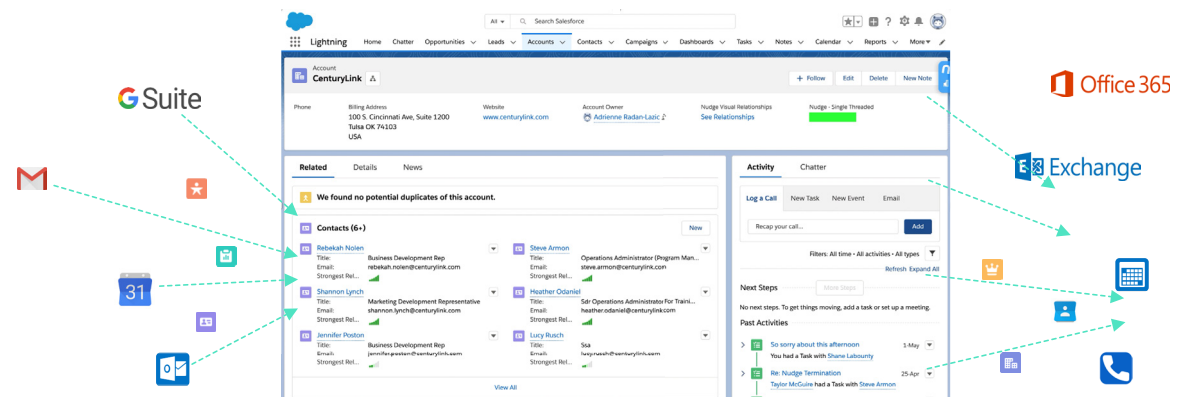 All
Search Salesforce
Lightning Home Chatter Opportunities Leads Accounts Contacts Campaigns Dashboards Tasks Notes Calendar Reports More
Account
CenturyLink
+ Follow Edit Delete New Note
Phone Billing Address Website Account Owner Nudge Visual Relationships Nudge - Single Threaded
100 S. Cincinnati Ave, Suite 1200 www.centurylink.com Adrienne Radan-Lazic See Relationships
Tulsa OK 74103
USA
G Suite
Office 365
Exchange
31
Related Details News
We found no potential duplicates of this account.
Contacts (6+)
New
Rebekah Nolen
Title: Business Development Rep
Email: rebekah.nolen@centurylink.com
Strongest Rel...
Steve Armon
Title: Operations Administrator (Program Man...
Email: steve.armon@centurylink.com
Strongest Rel...
Shannon Lynch
Title: Marketing Development Representative
Email: shannon.lynch@centurylink.com
Strongest Rel...
Heather Odaniel
Title: Sdr Operations Administrator For Traini...
Email: heather.odaniel@centurylink.com
Strongest Rel...
Jennifer Poston
Title: Business Development Rep
Email: jennifer.poston@centurylink.com
Strongest Rel...
Lucy Rusch
Title: Ssa
Email: lucy.rusch@centurylink.com
Strongest Rel...
View All
Activity Chatter
Log a Call New Task New Event Email
Recap your call...
Add
Filters: All time • All activities • All types
Refresh Expand All
Next Steps
More Steps
No next steps. To get things moving, add a task or set up a meeting.
Past Activities
So sorry about this afternoon 1-May
You had a Task with Shane Labounty
Re: Nudge Termination 25-Apr
Taylor McGuire had a Task with Steve Armon